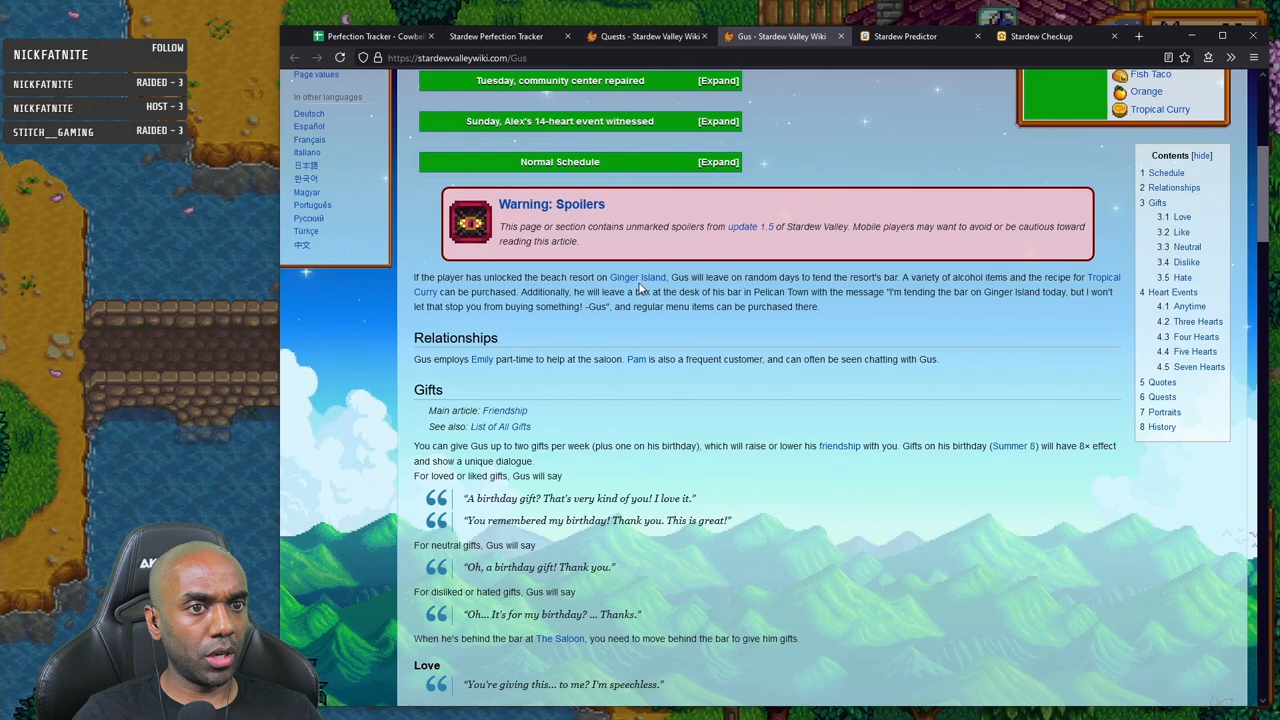 NICKFATNITE FOLLOW
NICKFATNITE RAIDED - 3
NICKFATNITE HOST - 3
STITCH__GAMING RAIDED - 3
Perfection Tracker - Cowbel
Stardew Perfection Tracker
Quests - Stardew Valley Wiki
Gus - Stardew Valley Wiki
Stardew Predictor
Stardew Checkup
https://stardewvalleywiki.com/Gus
Page values
In other languages
Deutsch
Español
Français
Italiano
日本語
한국어
Magyar
Português
Русский
Türkçe
中文
Tuesday, community center repaired [Expand]
Sunday, Alex's 14-heart event witnessed [Expand]
Normal Schedule [Expand]
Fish Taco
Orange
Tropical Curry
Warning: Spoilers
This page or section contains unmarked spoilers from update 1.5 of Stardew Valley. Mobile players may want to avoid or be cautious toward
reading this article.
If the player has unlocked the beach resort on Ginger Island, Gus will leave on random days to tend the resort's bar. A variety of alcohol items and the recipe for Tropical
Curry can be purchased. Additionally, he will leave a box at the desk of his bar in Pelican Town with the message "I'm tending the bar on Ginger Island today, but I won't
let that stop you from buying something! -Gus", and regular menu items can be purchased there.
Relationships
Gus employs Emily part-time to help at the saloon. Pam is also a frequent customer, and can often be seen chatting with Gus.
Gifts
Main article: Friendship
See also: List of All Gifts
You can give Gus up to two gifts per week (plus one on his birthday), which will raise or lower his friendship with you. Gifts on his birthday (Summer 8) will have 8× effect
and show a unique dialogue.
For loved or liked gifts, Gus will say
“A birthday gift? That's very kind of you! I love it.”
“You remembered my birthday! Thank you. This is great!”
For neutral gifts, Gus will say
“Oh, a birthday gift! Thank you.”
For disliked or hated gifts, Gus will say
“Oh... It's for my birthday? ... Thanks.”
When he's behind the bar at The Saloon, you need to move behind the bar to give him gifts.
Love
“You're giving this... to me? I'm speechless.”
Contents [hide]
1 Schedule
2 Relationships
3 Gifts
3.1 Love
3.2 Like
3.3 Neutral
3.4 Dislike
3.5 Hate
4 Heart Events
4.1 Anytime
4.2 Three Hearts
4.3 Four Hearts
4.4 Five Hearts
4.5 Seven Hearts
5 Quotes
6 Quests
7 Portraits
8 History